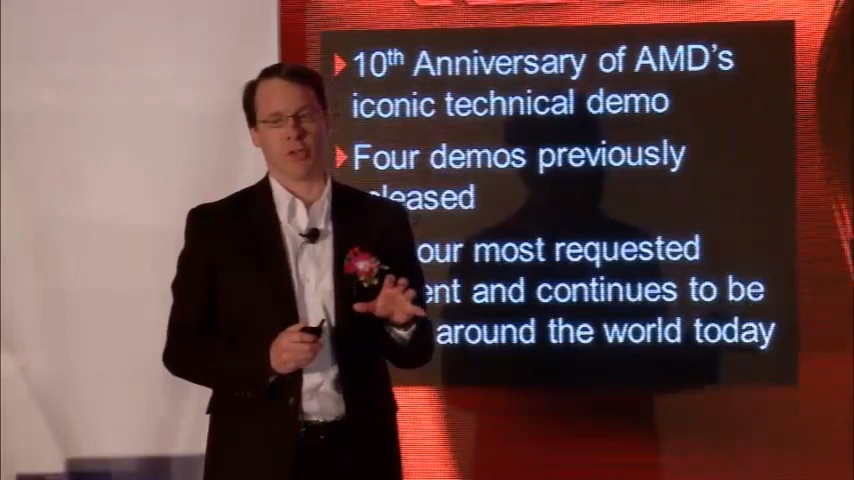 10th Anniversary of AMD's
iconic technical demo
Four demos previously
eleased
our most requested
ent and continues to be
around the world today